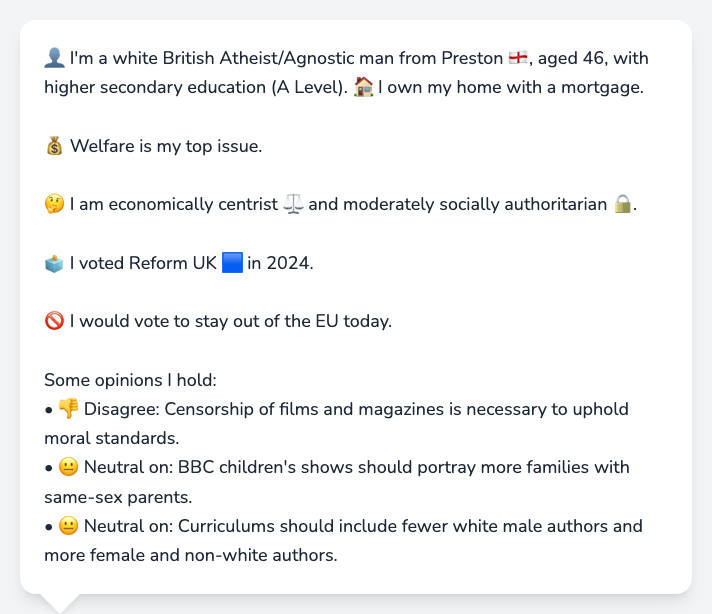 👤 I'm a white British Atheist/Agnostic man from Preston 🏴󠁧󠁢󠁥󠁮󠁧󠁿, aged 46, with
higher secondary education (A Level). 🏠 I own my home with a mortgage.
💰 Welfare is my top issue.
🤔 I am economically centrist ⚖️ and moderately socially authoritarian 🔒.
🗳️ I voted Reform UK 🟦 in 2024.
🚫 I would vote to stay out of the EU today.
Some opinions I hold:
• 👎 Disagree: Censorship of films and magazines is necessary to uphold
moral standards.
• 😐 Neutral on: BBC children's shows should portray more families with
same-sex parents.
• 😐 Neutral on: Curriculums should include fewer white male authors and
more female and non-white authors.